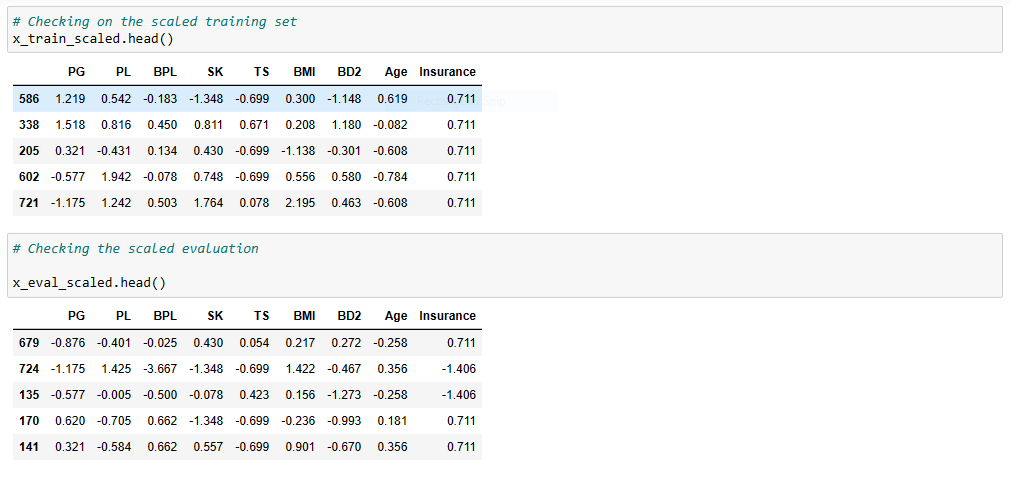 # Checking on the scaled training set
x_train_scaled.head()
PG PL BPL SK TS BMI BD2 Age Insurance
586 1.219 0.542 -0.183 -1.348 -0.699 0.300 -1.148 0.619 0.711
338 1.518 0.816 0.450 0.811 0.671 0.208 1.180 -0.082 0.711
205 0.321 -0.431 0.134 0.430 -0.699 -1.138 -0.301 -0.608 0.711
602 -0.577 1.942 -0.078 0.748 -0.699 0.556 0.580 -0.784 0.711
721 -1.175 1.242 0.503 1.764 0.078 2.195 0.463 -0.608 0.711
# Checking the scaled evaluation
x_eval_scaled.head()
PG PL BPL SK TS BMI BD2 Age Insurance
679 -0.876 -0.401 -0.025 0.430 0.054 0.217 0.272 -0.258 0.711
724 -1.175 1.425 -3.667 -1.348 -0.699 1.422 -0.467 0.356 -1.406
135 -0.577 -0.005 -0.500 -0.078 0.423 0.156 -1.273 -0.258 -1.406
170 0.620 -0.705 0.662 -1.348 -0.699 -0.236 -0.993 0.181 0.711
141 0.321 -0.584 0.662 0.557 -0.699 0.901 -0.670 0.356 0.711